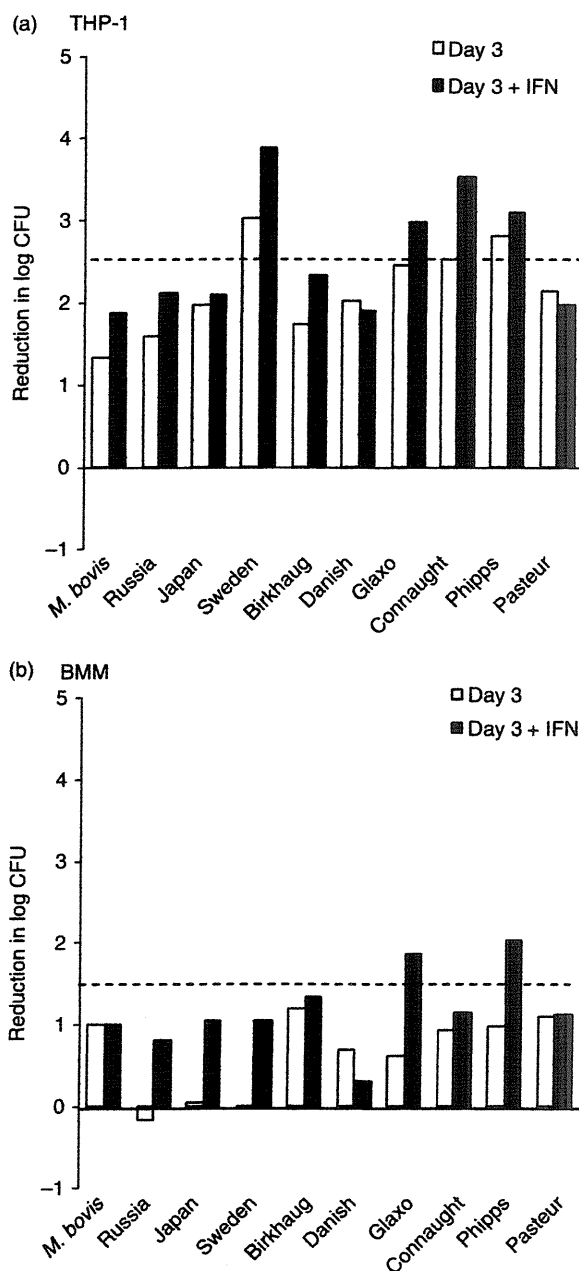 (a) THP-1
Day 3
Day 3 + IFN
5
4
3
2
1
0
–1
Reduction in log CFU
M. bovis
Russia
Japan
Sweden
Birkhaug
Danish
Glaxo
Connaught
Phipps
Pasteur
(b) BMM
Day 3
Day 3 + IFN
5
4
3
2
1
0
–1
Reduction in log CFU
M. bovis
Russia
Japan
Sweden
Birkhaug
Danish
Glaxo
Connaught
Phipps
Pasteur